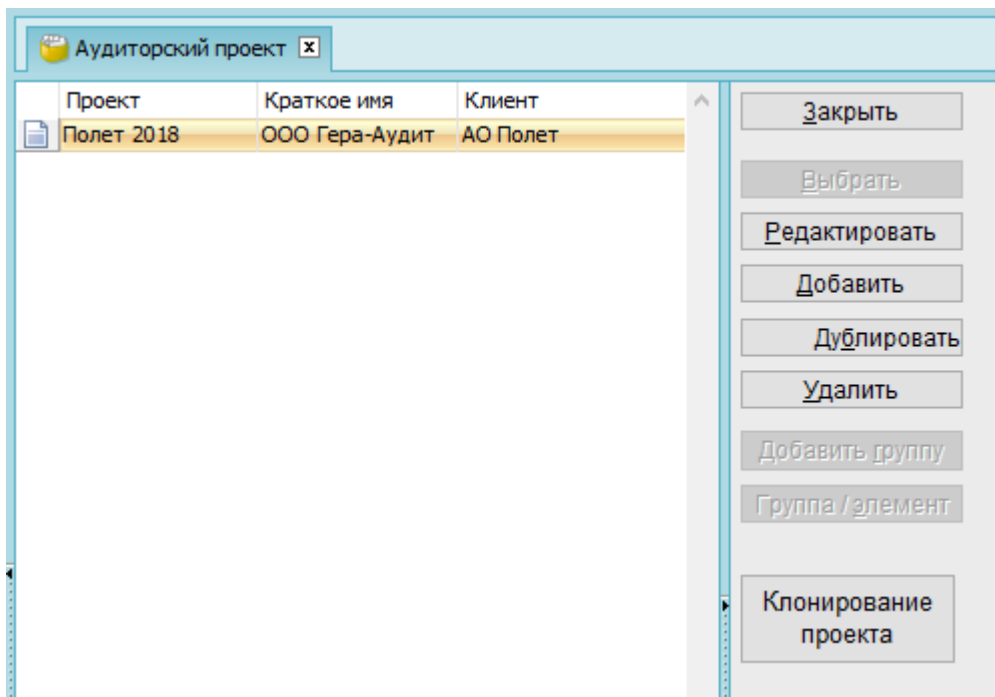 Аудиторский проект
Проект Краткое имя Клиент
Полет 2018 ООО Гера-Аудит АО Полет
Закрыть
Выбрать
Редактировать
Добавить
Дублировать
Удалить
Добавить группу
Группа / элемент
Клонирование
проекта